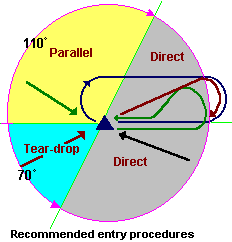 110°
Parallel
Direct
Tear-drop
Direct
70°
Recommended entry procedures